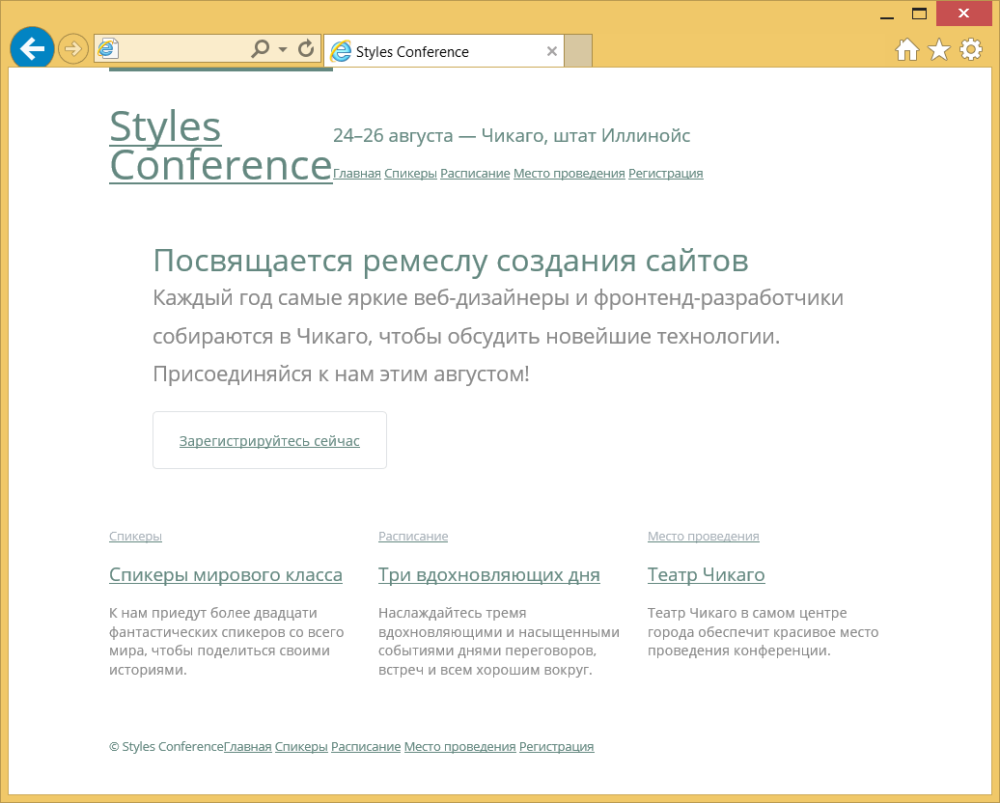 Styles Conference
Styles
Conference
24–26 августа — Чикаго, штат Иллинойс
Главная Спикеры Расписание Место проведения Регистрация
Посвящается ремеслу создания сайтов
Каждый год самые яркие веб-дизайнеры и фронтенд-разработчики
собираются в Чикаго, чтобы обсудить новейшие технологии.
Присоединяйся к нам этим августом!
Зарегистрируйтесь сейчас
Спикеры
Спикеры мирового класса
К нам приедут более двадцати
фантастических спикеров со всего
мира, чтобы поделиться своими
историями.
Расписание
Три вдохновляющих дня
Наслаждайтесь тремя
вдохновляющими и насыщенными
событиями днями переговоров,
встреч и всем хорошим вокруг.
Место проведения
Театр Чикаго
Театр Чикаго в самом центре
города обеспечит красивое место
проведения конференции.
© Styles ConferenceГлавная Спикеры Расписание Место проведения Регистрация